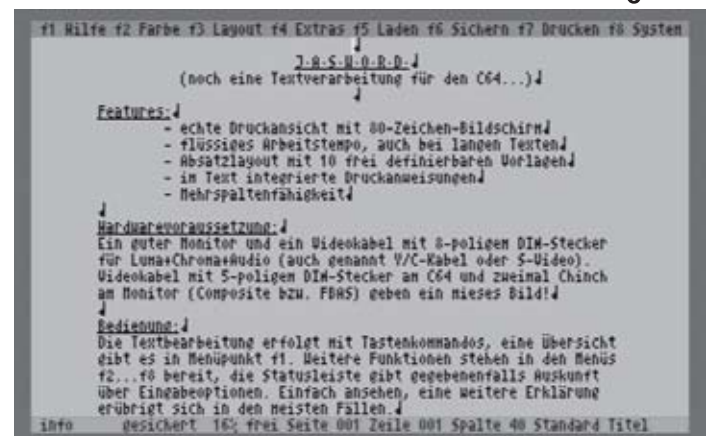 f1 Hilfe f2 Farbe f3 Layout f4 Extras f5 Laden f6 Sichern f7 Drucken f8 System
J-A-S-W-O-R-D-
(noch eine Textverarbeitung für den C64...)
Features:
- echte Druckansicht mit 80-Zeichen-Bildschirm
- flüssiges Arbeitstempo, auch bei langen Texten
- Absatzlayout mit 10 frei definierbaren Vorlagen
- im Text integrierte Druckanweisungen
- Mehrspaltenfähigkeit
Hardwarevoraussetzung:
Ein guter Monitor und ein Videokabel mit 8-poligem DIN-Stecker
für Luma+Chroma+Audio (auch genannt Y/C-Kabel oder S-Video).
Videokabel mit 5-poligem DIN-Stecker am C64 und zweimal Chinch
am Monitor (Composite bzw. FBAS) geben ein mieses Bild!
Bedienung:
Die Textbearbeitung erfolgt mit Tastenkommandos, eine Übersicht
gibt es in Menüpunkt f1. Weitere Funktionen stehen in den Menüs
f2...f8 bereit, die Statusleiste gibt gegebenenfalls Auskunft
über Eingabeoptionen. Einfach ansehen, eine weitere Erklärung
erübrigt sich in den meisten Fällen.
info gesichert 16% frei Seite 001 Zeile 001 Spalte 40 Standard Titel